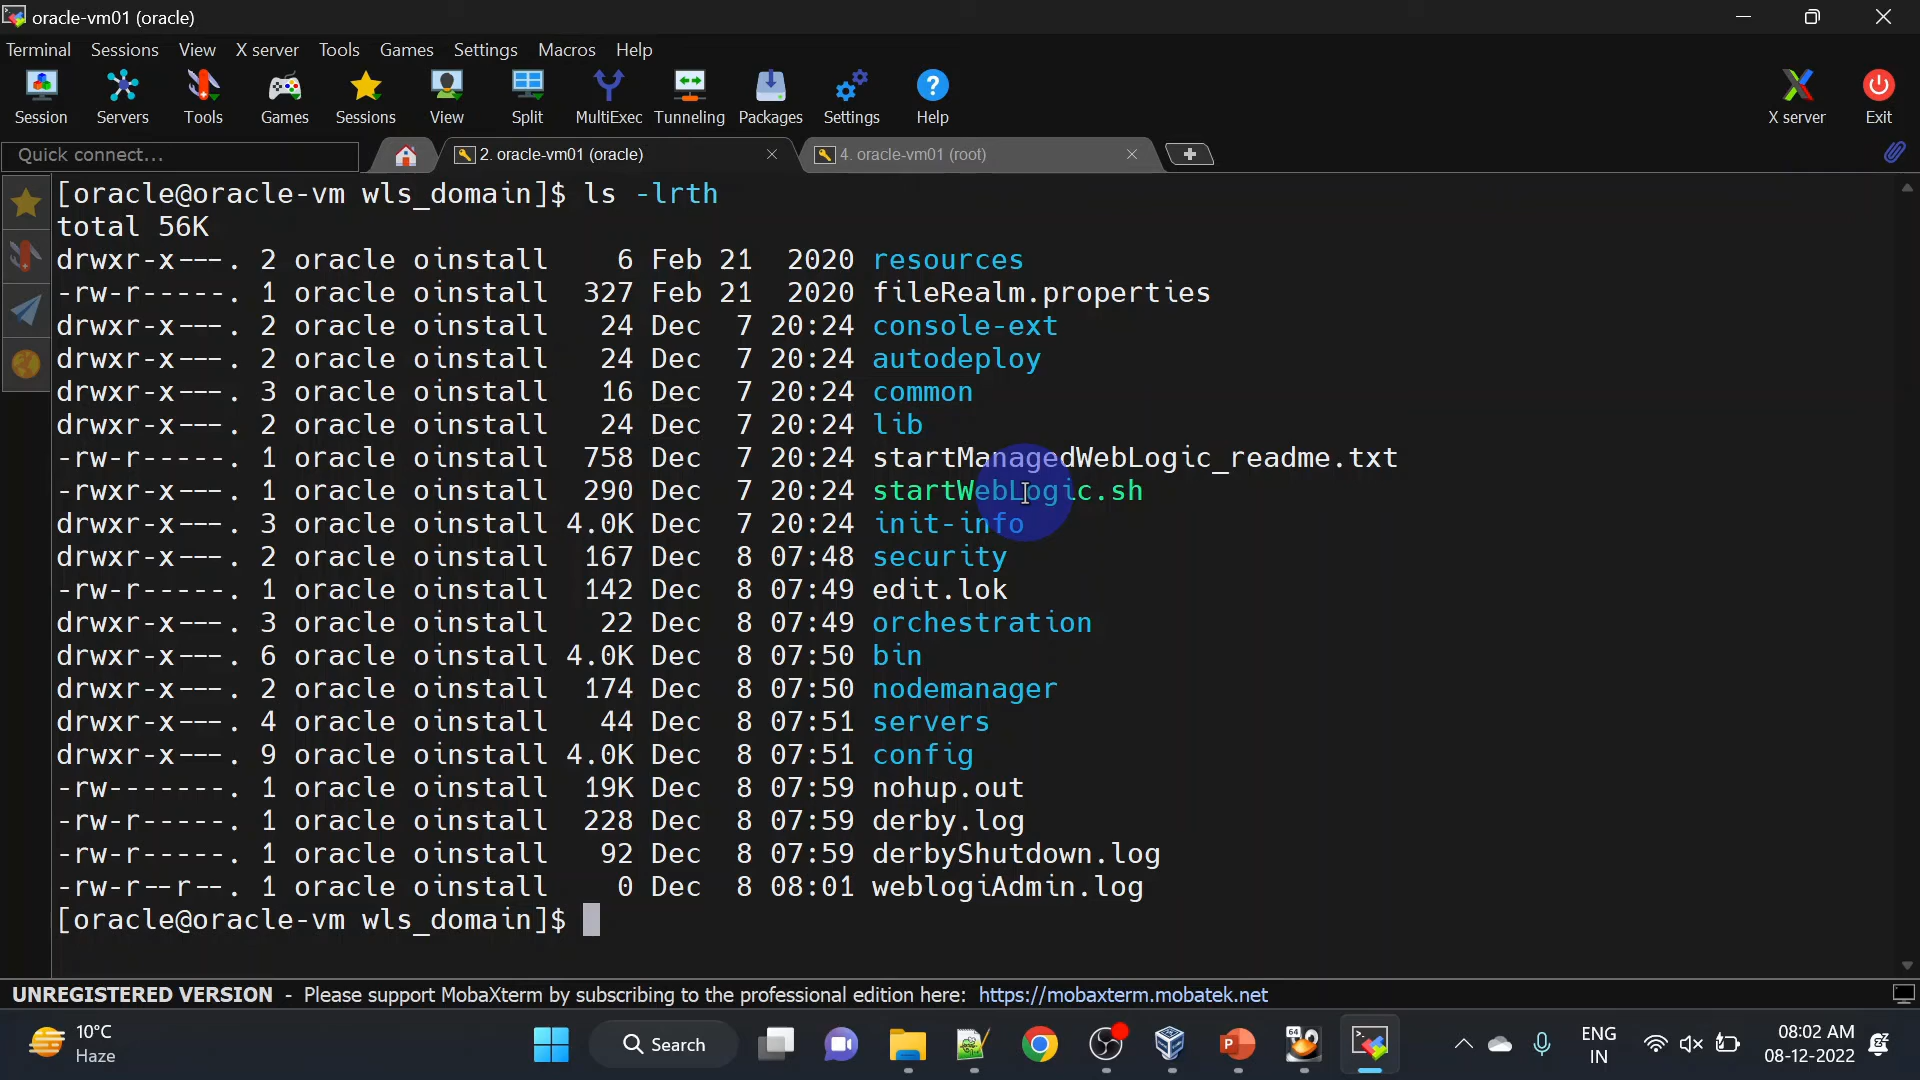 oracle-vm01 (oracle)
Terminal Sessions View X server Tools Games Settings Macros Help
Session Servers Tools Games Sessions View Split MultiExec Tunneling Packages Settings Help X server Exit
Quick connect... 2. oracle-vm01 (oracle) 4. oracle-vm01 (root)
[oracle@oracle-vm wls_domain]$ ls -lrth
total 56K
drwxr-x---. 2 oracle oinstall 6 Feb 21 2020 resources
-rw-r-----. 1 oracle oinstall 327 Feb 21 2020 fileRealm.properties
drwxr-x---. 2 oracle oinstall 24 Dec 7 20:24 console-ext
drwxr-x---. 2 oracle oinstall 24 Dec 7 20:24 autodeploy
drwxr-x---. 3 oracle oinstall 16 Dec 7 20:24 common
drwxr-x---. 2 oracle oinstall 24 Dec 7 20:24 lib
-rw-r-----. 1 oracle oinstall 758 Dec 7 20:24 startManagedWebLogic_readme.txt
-rwxr-x---. 1 oracle oinstall 290 Dec 7 20:24 startWebLogic.sh
drwxr-x---. 3 oracle oinstall 4.0K Dec 7 20:24 init-info
drwxr-x---. 2 oracle oinstall 167 Dec 8 07:48 security
-rw-r-----. 1 oracle oinstall 142 Dec 8 07:49 edit.lok
drwxr-x---. 3 oracle oinstall 22 Dec 8 07:49 orchestration
drwxr-x---. 6 oracle oinstall 4.0K Dec 8 07:50 bin
drwxr-x---. 2 oracle oinstall 174 Dec 8 07:50 nodemanager
drwxr-x---. 4 oracle oinstall 44 Dec 8 07:51 servers
drwxr-x---. 9 oracle oinstall 4.0K Dec 8 07:51 config
-rw-------. 1 oracle oinstall 19K Dec 8 07:59 nohup.out
-rw-r-----. 1 oracle oinstall 228 Dec 8 07:59 derby.log
-rw-r-----. 1 oracle oinstall 92 Dec 8 07:59 derbyShutdown.log
-rw-r--r--. 1 oracle oinstall 0 Dec 8 08:01 weblogiAdmin.log
[oracle@oracle-vm wls_domain]$
UNREGISTERED VERSION - Please support MobaXterm by subscribing to the professional edition here: https://mobaxterm.mobatek.net
10°C
Haze
Search
64
ENG
IN
08:02 AM
08-12-2022